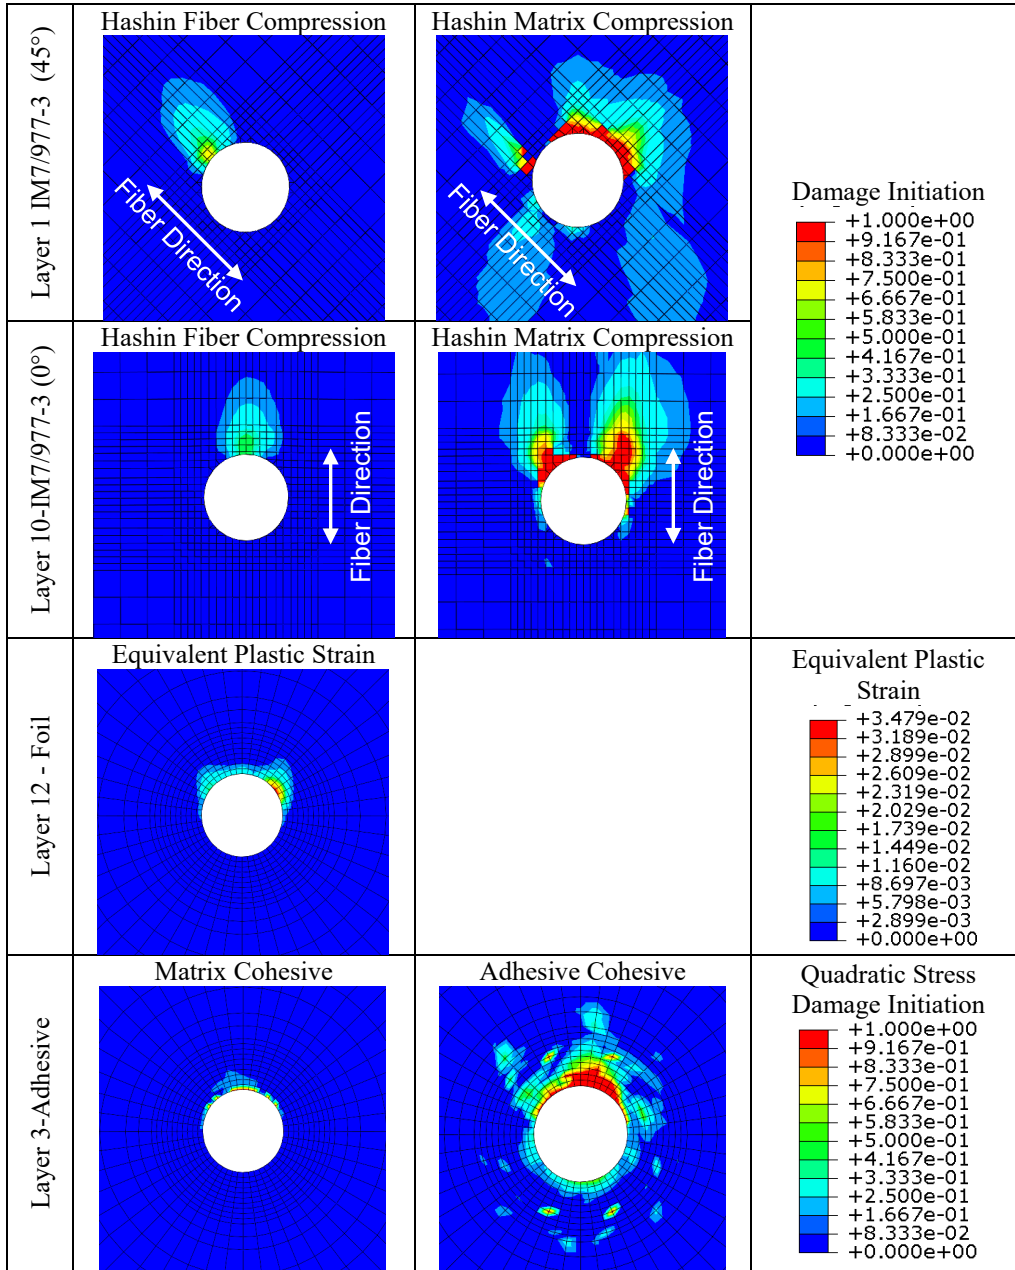 Layer 1 IM7/977-3 (45°)
Hashin Fiber Compression
Fiber Direction
Hashin Matrix Compression
Fiber Direction
Damage Initiation
+1.000e+00
+9.167e-01
+8.333e-01
+7.500e-01
+6.667e-01
+5.833e-01
+5.000e-01
+4.167e-01
+3.333e-01
+2.500e-01
+1.667e-01
+8.333e-02
+0.000e+00
Layer 10-IM7/977-3 (0°)
Hashin Fiber Compression
Fiber Direction
Hashin Matrix Compression
Fiber Direction
Layer 12 - Foil
Equivalent Plastic Strain
Equivalent Plastic
Strain
+3.479e-02
+3.189e-02
+2.899e-02
+2.609e-02
+2.319e-02
+2.029e-02
+1.739e-02
+1.449e-02
+1.160e-02
+8.697e-03
+5.798e-03
+2.899e-03
+0.000e+00
Layer 3-Adhesive
Matrix Cohesive
Adhesive Cohesive
Quadratic Stress
Damage Initiation
+1.000e+00
+9.167e-01
+8.333e-01
+7.500e-01
+6.667e-01
+5.833e-01
+5.000e-01
+4.167e-01
+3.333e-01
+2.500e-01
+1.667e-01
+8.333e-02
+0.000e+00